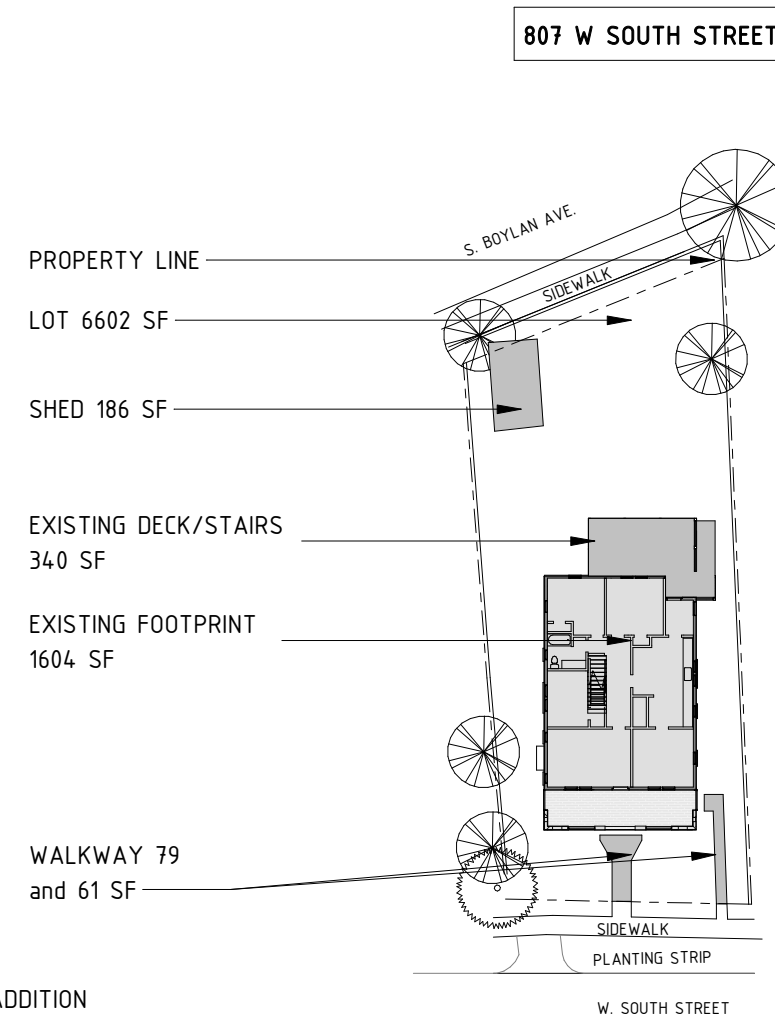 807 W SOUTH STREET
S. BOYLAN AVE.
PROPERTY LINE
SIDEWALK
LOT 6602 SF
SHED 186 SF
EXISTING DECK/STAIRS
340 SF
EXISTING FOOTPRINT
1604 SF
WALKWAY 79
and 61 SF
SIDEWALK
PLANTING STRIP
ADDITION
W. SOUTH STREET